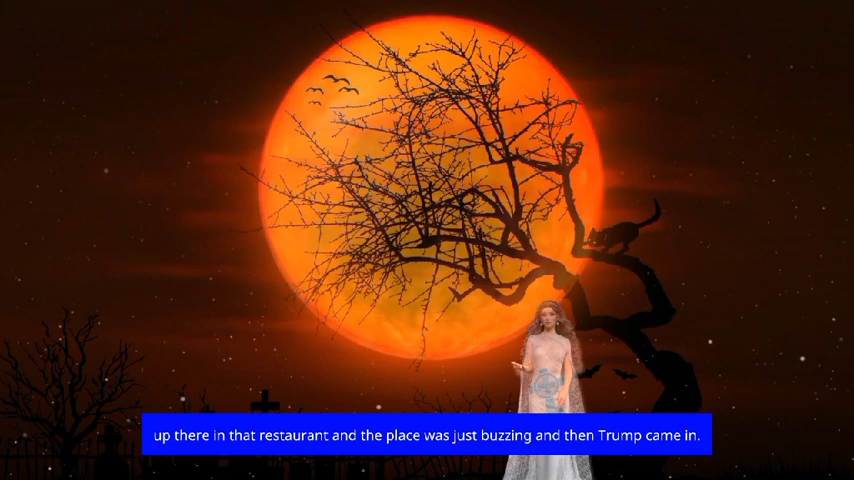 up there in that restaurant and the place was just buzzing and then Trump came in.